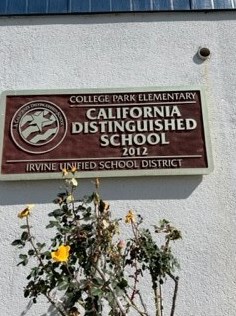 COLLEGE PARK ELEMENTARY
CALIFORNIA
DISTINGUISHED
SCHOOL
2012
IRVINE UNIFIED SCHOOL DISTRICT